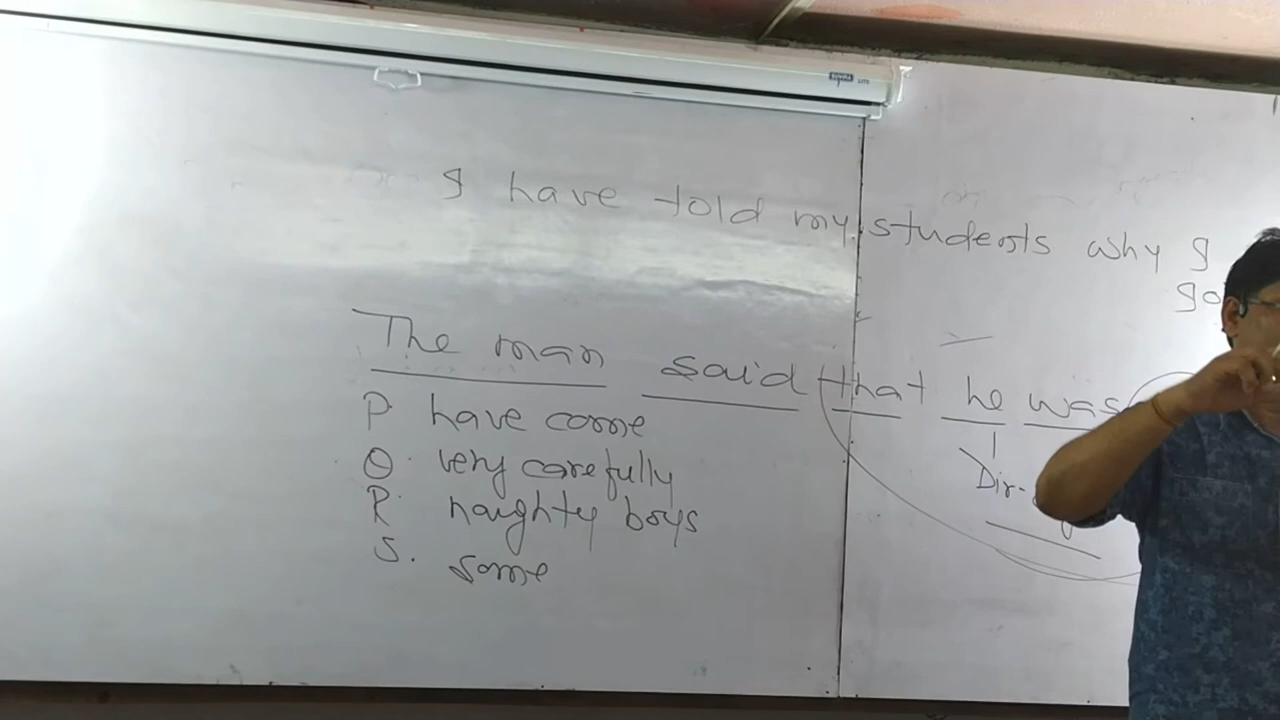 I have told my students why I
go
The man said that he was
Dir-
P. have come
Q. very carefully
R. naughty boys
S. some